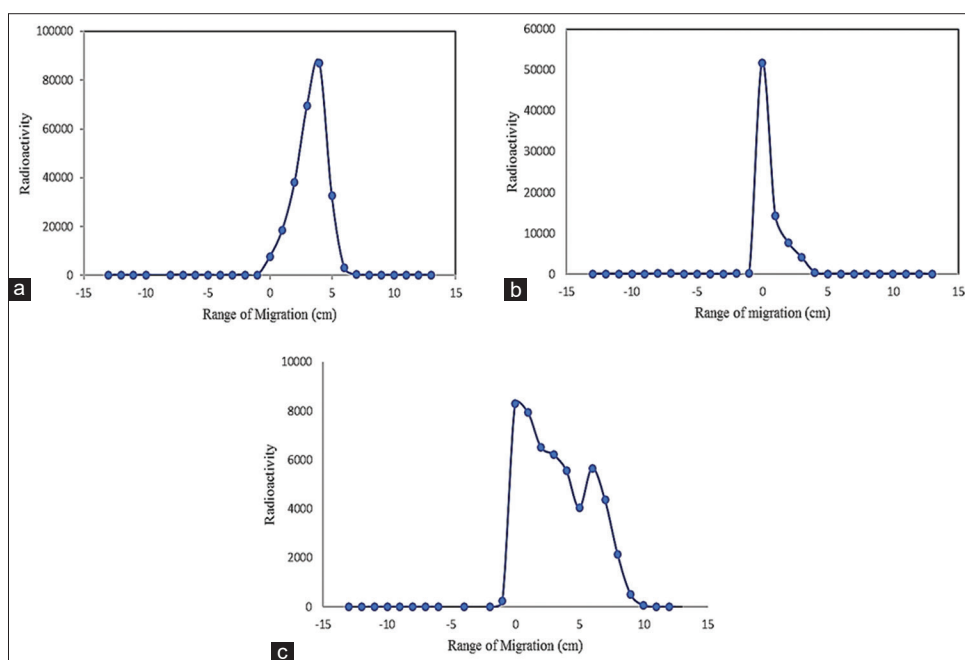 100000
80000
60000
40000
20000
0
Radioactivity
-15 -10 -5 0 5 10 15
Range of Migration (cm)
a
60000
50000
40000
30000
20000
10000
0
Radioactivity
-15 -10 -5 0 5 10 15
Range of migration (cm)
b
10000
8000
6000
4000
2000
0
Radioactivity
-15 -10 -5 0 5 10 15
Range of Migration (cm)
c